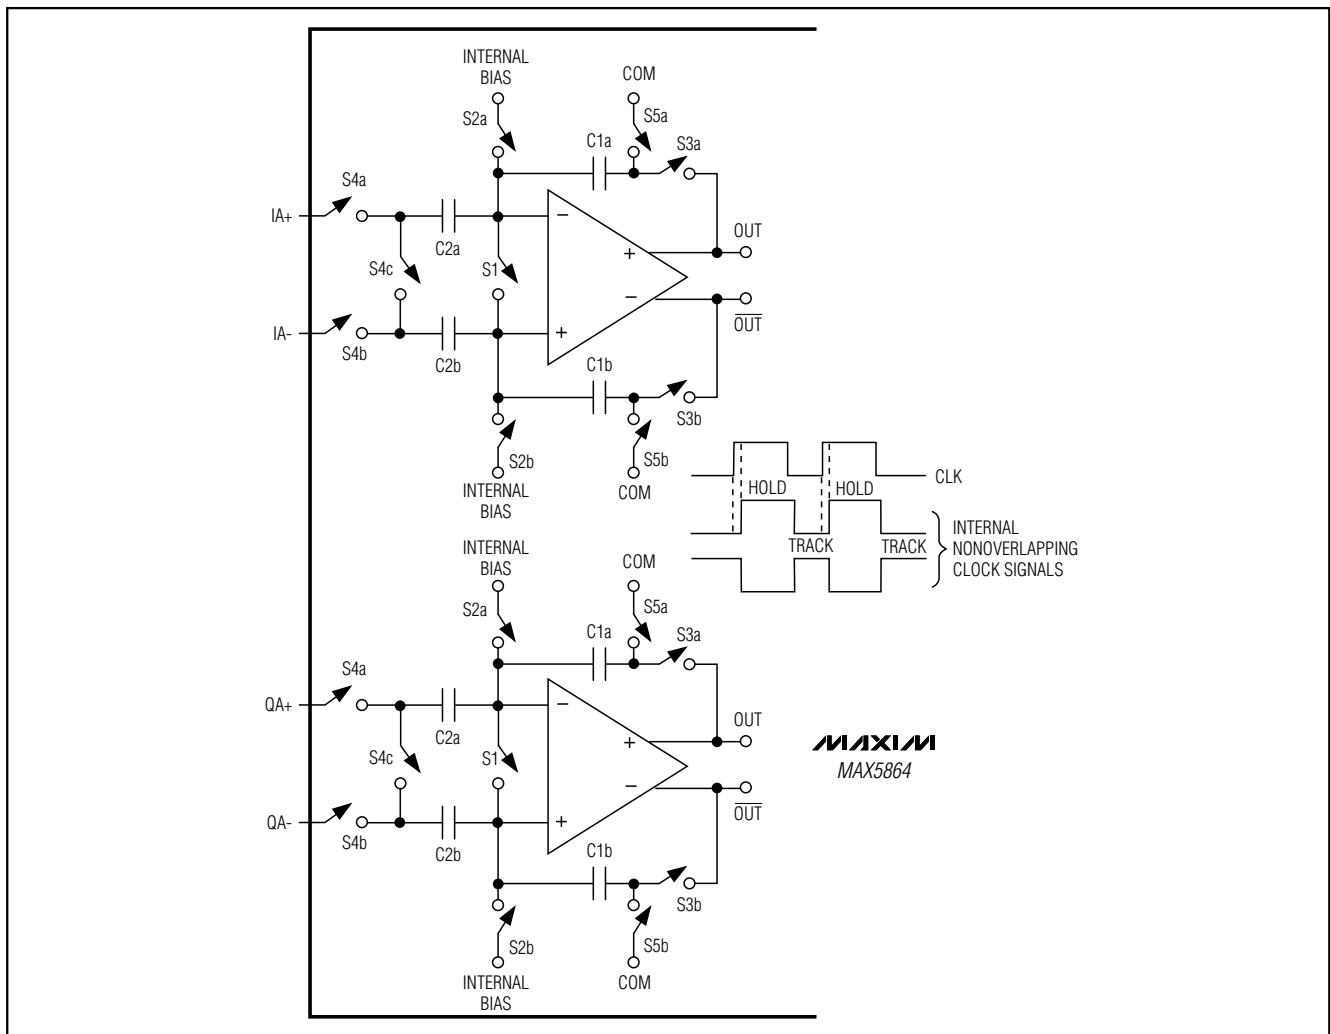 INTERNAL
BIAS
COM
S2a
S5a
C1a
S3a
S4a
IA+
−
C2a
OUT
+
S4c
S1
−
OUT
IA-
+
S4b
C2b
C1b
S3b
S2b
S5b
INTERNAL
BIAS
COM
CLK
HOLD
HOLD
TRACK
TRACK
INTERNAL
NONOVERLAPPING
CLOCK SIGNALS
INTERNAL
BIAS
COM
S2a
S5a
C1a
S3a
S4a
QA+
−
C2a
OUT
+
S4c
S1
−
OUT
MAXIM
MAX5864
QA-
+
S4b
C2b
C1b
S3b
S2b
S5b
INTERNAL
BIAS
COM